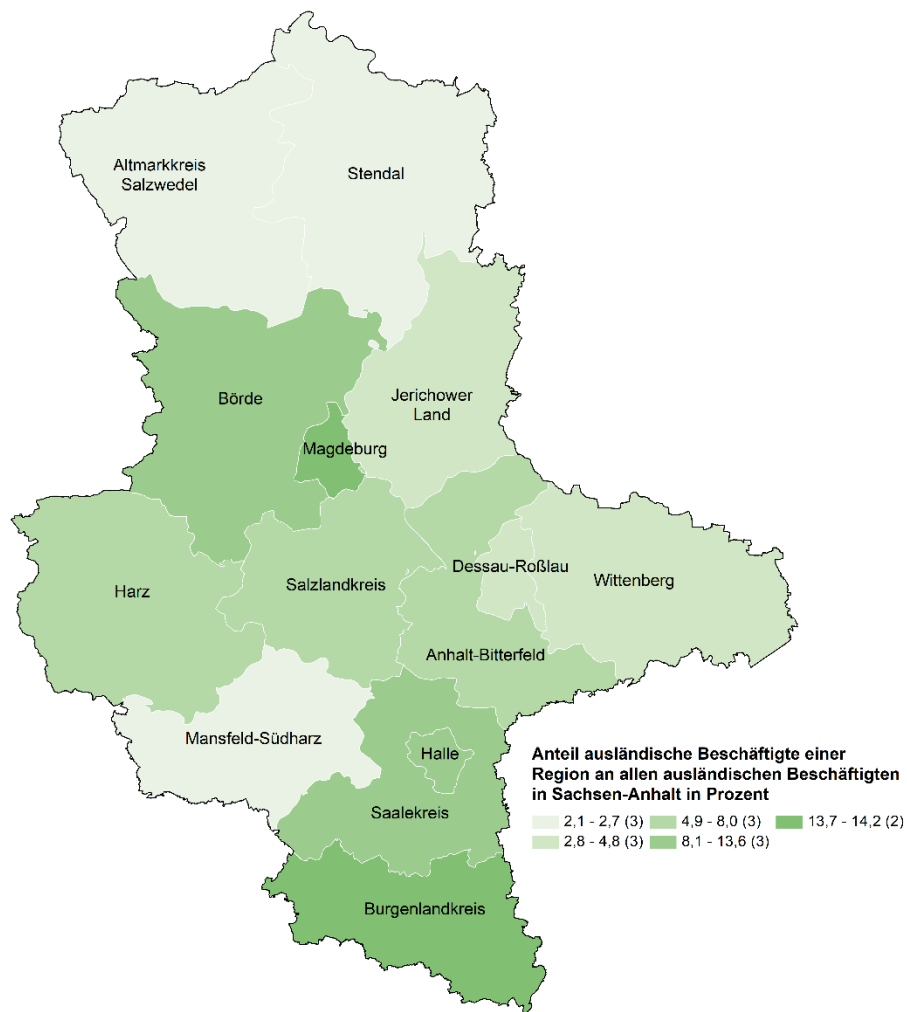 Altmarkkreis
Salzwedel
Stendal
Börde
Jerichower
Land
Magdeburg
Dessau-Roßlau
Wittenberg
Harz
Salzlandkreis
Anhalt-Bitterfeld
Mansfeld-Südharz
Halle
Saalekreis
Burgenlandkreis
Anteil ausländische Beschäftigte einer
Region an allen ausländischen Beschäftigten
in Sachsen-Anhalt in Prozent
2,1 - 2,7 (3) 4,9 - 8,0 (3) 13,7 - 14,2 (2)
2,8 - 4,8 (3) 8,1 - 13,6 (3)